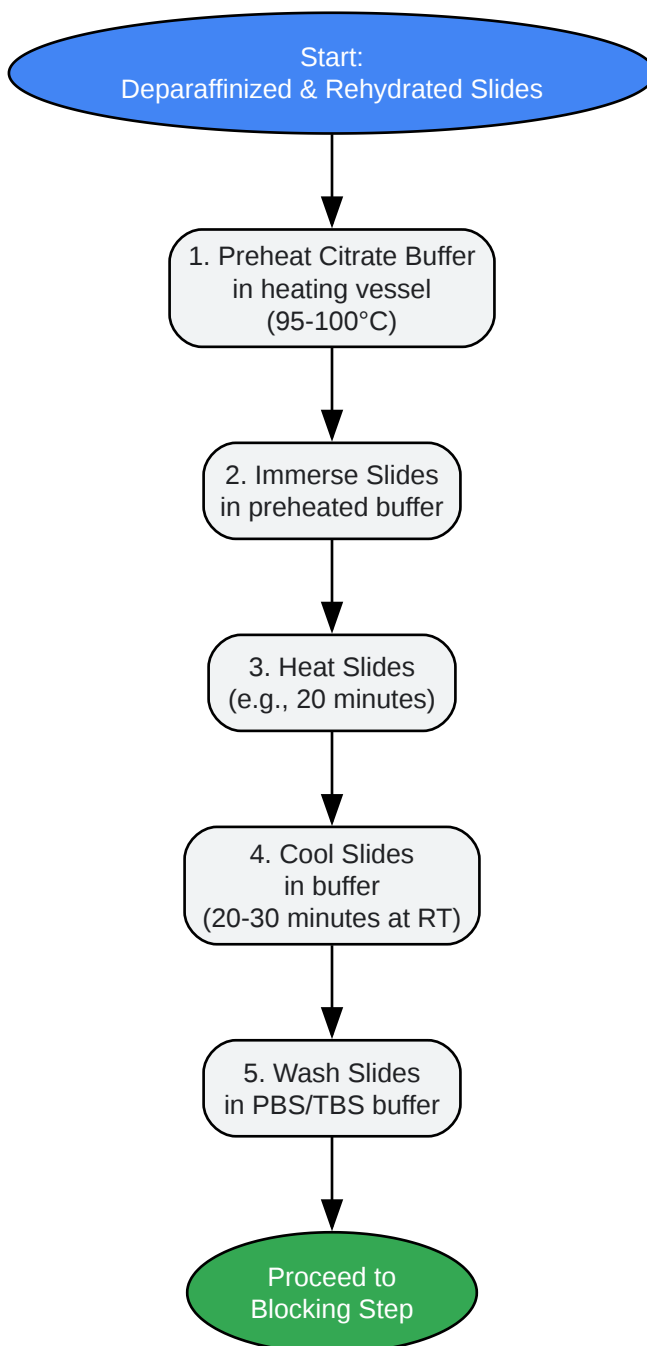 Start:
Deparaffinized & Rehydrated Slides
1. Preheat Citrate Buffer
in heating vessel
(95-100°C)
2. Immerse Slides
in preheated buffer
3. Heat Slides
(e.g., 20 minutes)
4. Cool Slides
in buffer
(20-30 minutes at RT)
5. Wash Slides
in PBS/TBS buffer
Proceed to
Blocking Step